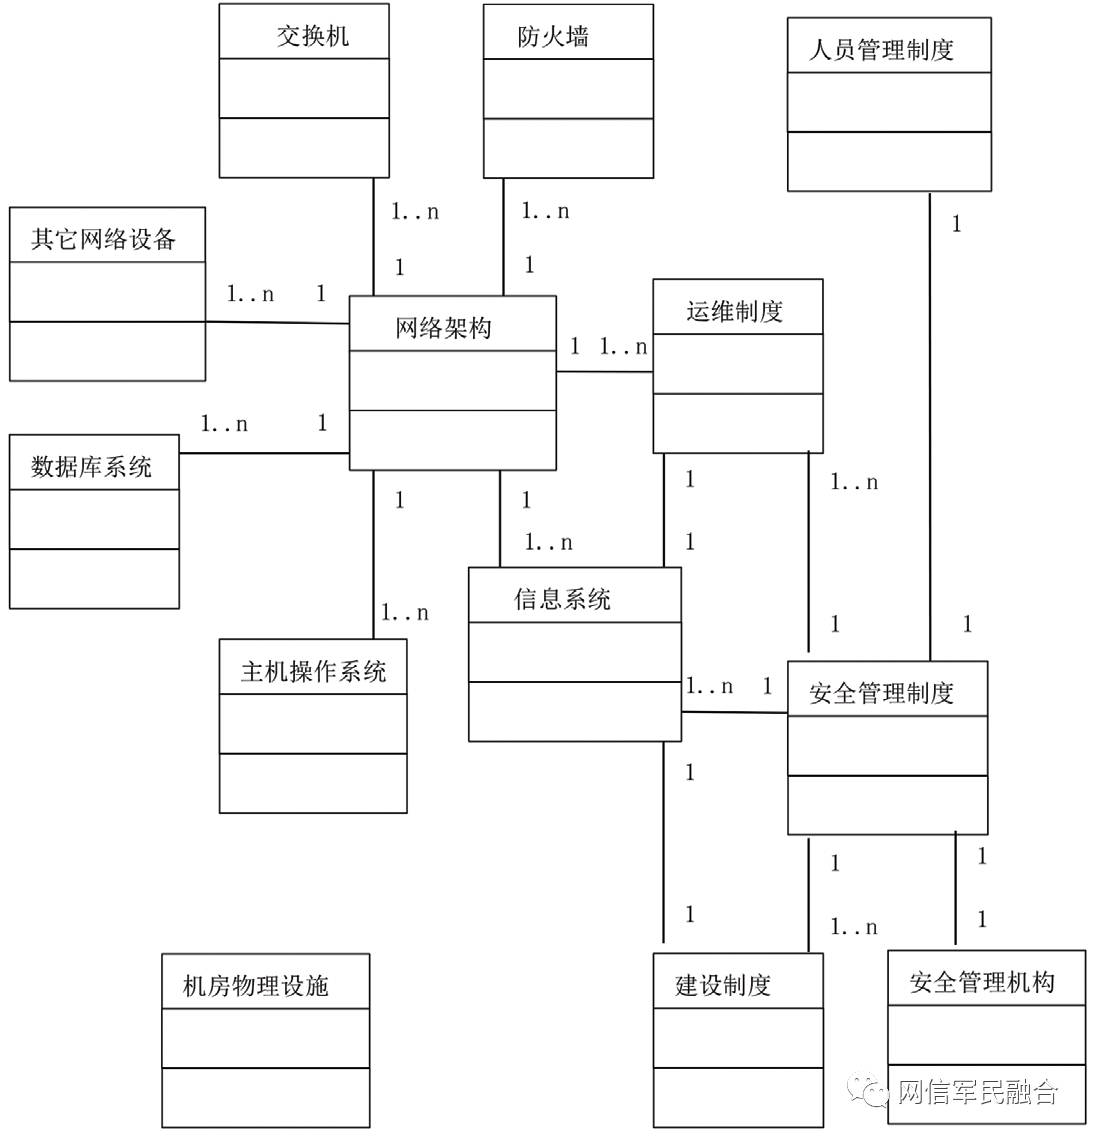 交换机
防火墙
人员管理制度
1..n
1..n
1
其它网络设备
1
1
1..n
1
网络架构
运维制度
1
1..n
1..n
1
数据库系统
1
1
1
1..n
1..n
1
1..n
1
1
信息系统
主机操作系统
1..n
1
安全管理制度
1
1
1
1
1..n
1
机房物理设施
建设制度
安全管理机构
网信军民融合